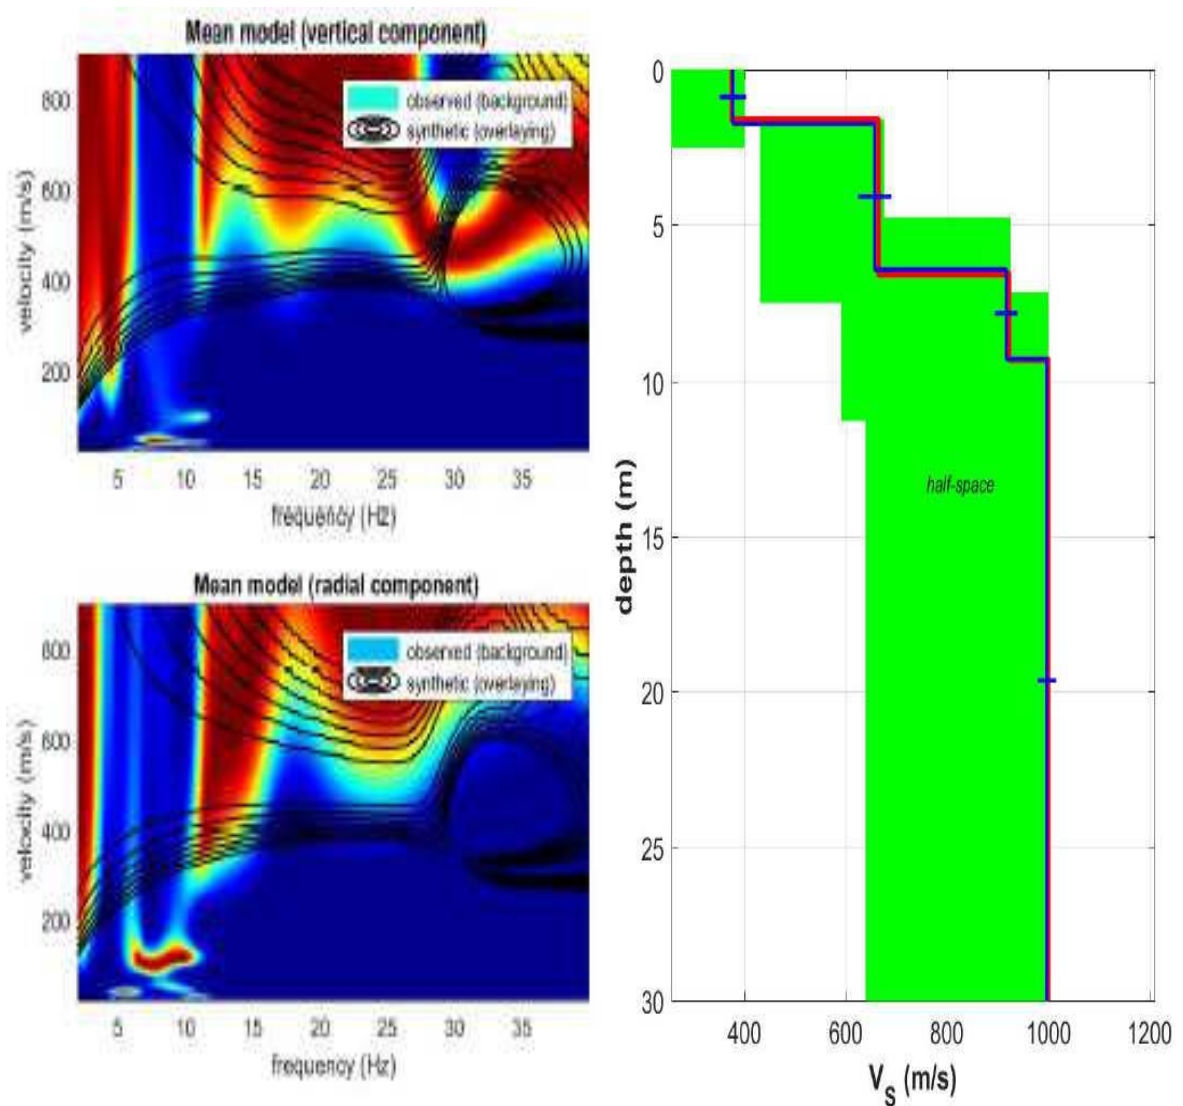 Mean model (vertical component)
800
600
400
200
velocity (m/s)
observed (background)
synthetic (overlaying)
5 10 15 20 25 30 35
frequency (Hz)
Mean model (radial component)
800
600
400
200
velocity (m/s)
observed (background)
synthetic (overlaying)
5 10 15 20 25 30 35
frequency (Hz)
0
5
10
15
20
25
30
depth (m)
half-space
400 600 800 1000 1200
VS (m/s)